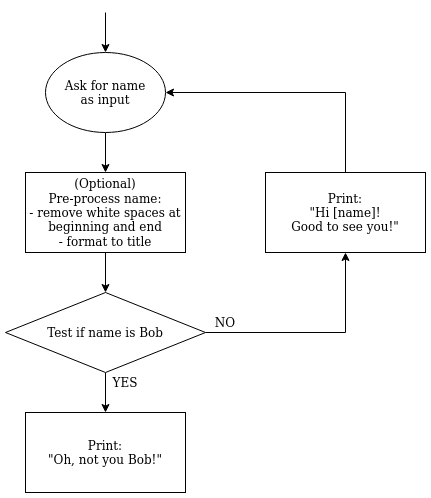 Ask for name
as input
(Optional)
Pre-process name:
- remove white spaces at
beginning and end
- format to title
Print:
"Hi [name]!
Good to see you!"
Test if name is Bob
NO
YES
Print:
"Oh, not you Bob!"